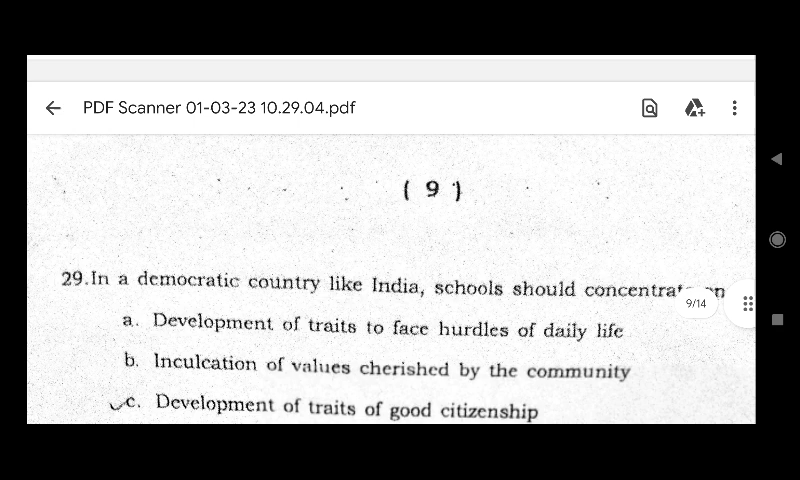 PDF Scanner 01-03-23 10.29.04.pdf
( 9 )
29.In a democratic country like India, schools should
9/14
a. Development of traits to face hurdles of daily life
b. Inculcation of values cherished by the community
c. Development of traits of good citizenship